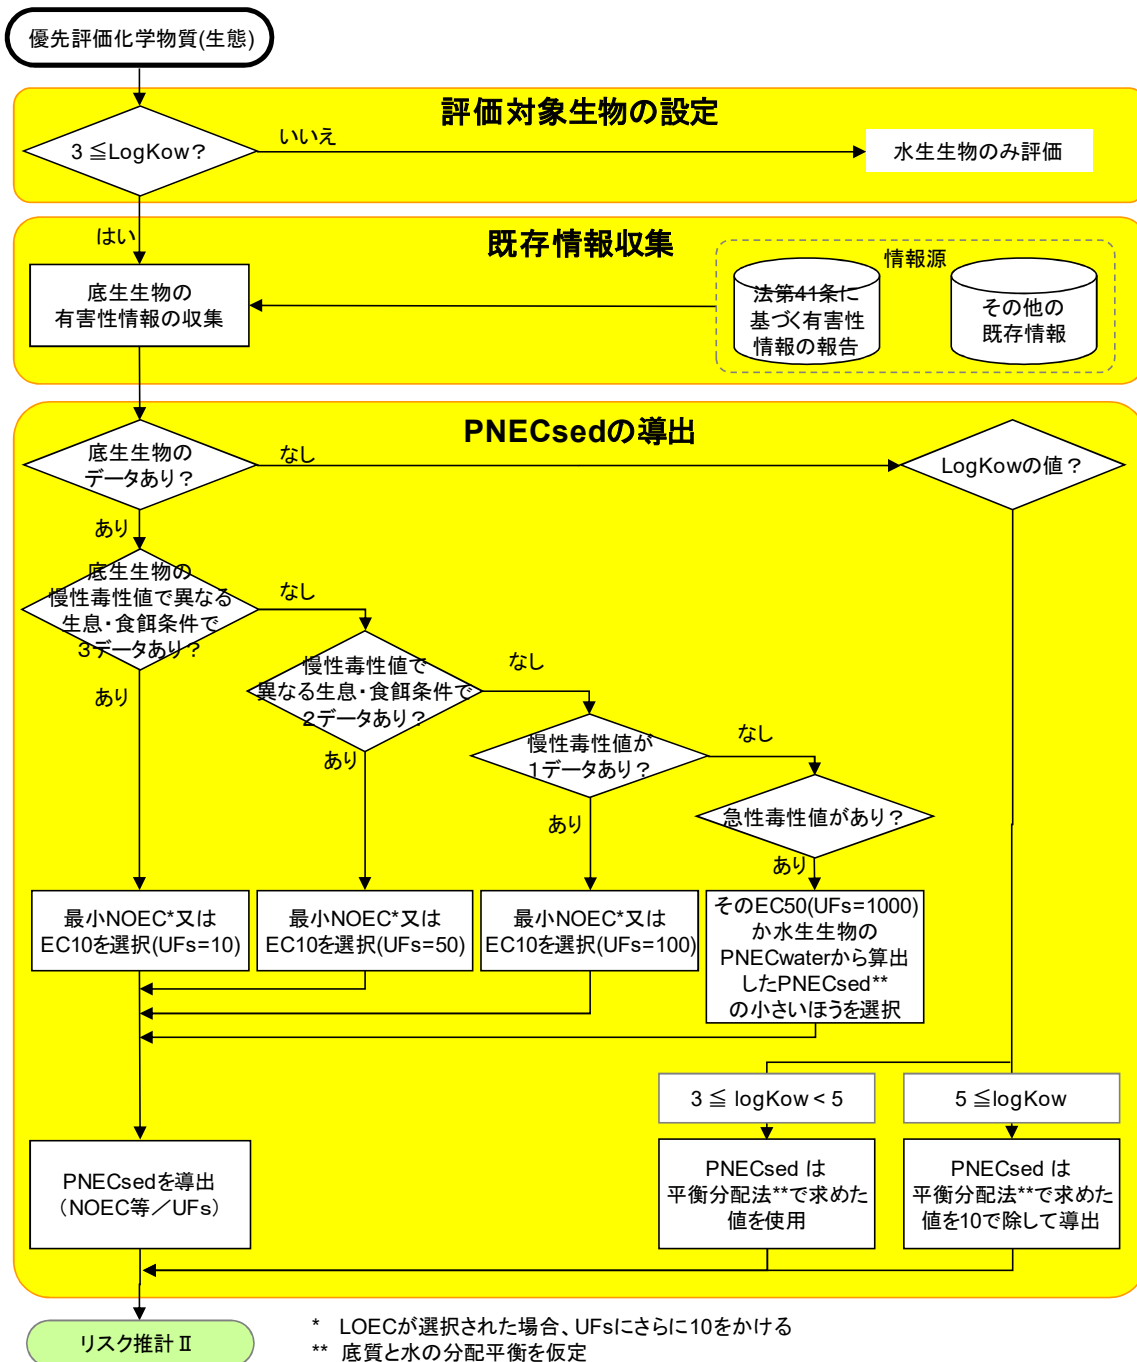 優先評価化学物質(生態)
評価対象生物の設定
3 ≦LogKow?
いいえ
水生生物のみ評価
はい
既存情報収集
底生生物の
有害性情報の収集
情報源
法第41条に
基づく有害性
情報の報告
その他の
既存情報
PNECsedの導出
底生生物の
データあり?
なし
LogKowの値?
あり
底生生物の
慢性毒性値で異なる
生息・食餌条件で
3データあり?
なし
あり
慢性毒性値で
異なる生息・食餌条件で
2データあり?
なし
あり
慢性毒性値が
1データあり?
なし
あり
急性毒性値があり?
あり
最小NOEC*又は
EC10を選択(UFs=10)
最小NOEC*又は
EC10を選択(UFs=50)
最小NOEC*又は
EC10を選択(UFs=100)
そのEC50(UFs=1000)
か水生生物の
PNECwaterから算出
したPNECsed**
の小さいほうを選択
3 ≦ logKow < 5
5 ≦logKow
PNECsedを導出
(NOEC等/UFs)
PNECsed は
平衡分配法**で求めた
値を使用
PNECsed は
平衡分配法**で求めた
値を10で除して導出
リスク推計Ⅱ
* LOECが選択された場合、UFsにさらに10をかける
** 底質と水の分配平衡を仮定